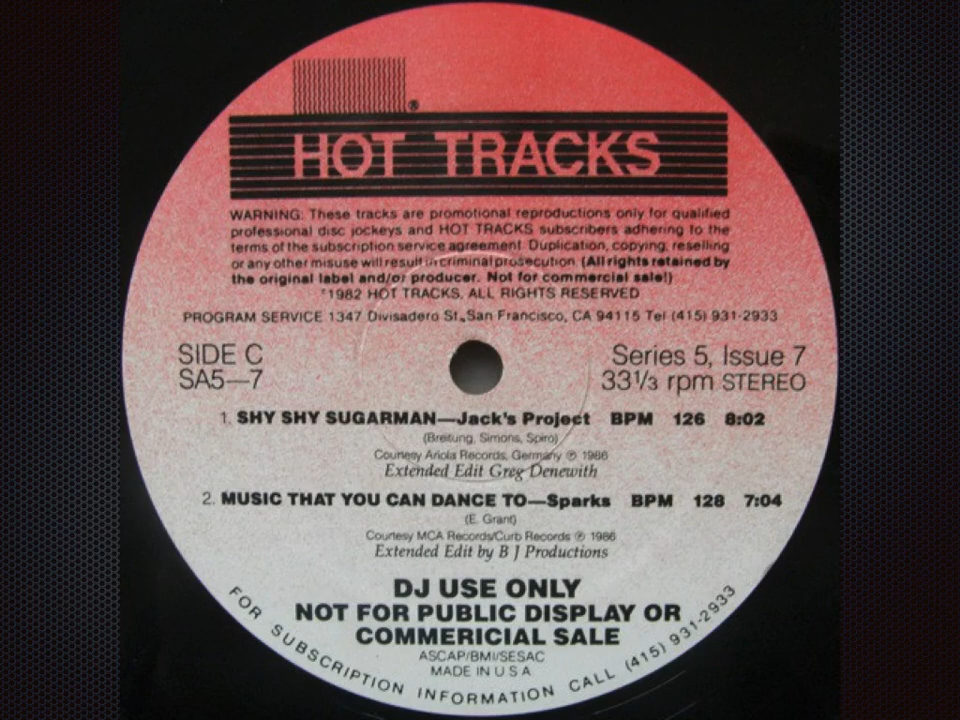 ®
HOT TRACKS
WARNING: These tracks are promotional reproductions only for qualified
professional disc jockeys and HOT TRACKS subscribers adhering to the
terms of the subscription service agreement. Duplication, copying, reselling
or any other misuse will result in criminal prosecution. (All rights retained by
the original label and/or producer. Not for commercial sale!)
©1982 HOT TRACKS, ALL RIGHTS RESERVED
PROGRAM SERVICE 1347 Divisadero St., San Francisco, CA 94115 Tel (415) 931-2933
SIDE C
SA5—7
Series 5, Issue 7
33 1/3 rpm STEREO
1. SHY SHY SUGARMAN—Jack's Project BPM 126 8:02
(Breitung, Simons, Spiro)
Courtesy Ariola Records, Germany ℗ 1986
Extended Edit Greg Denewith
2. MUSIC THAT YOU CAN DANCE TO—Sparks BPM 128 7:04
(E. Grant)
Courtesy MCA Records/Curb Records ℗ 1986
Extended Edit by B J Productions
DJ USE ONLY
NOT FOR PUBLIC DISPLAY OR
COMMERICIAL SALE
ASCAP/BMI/SESAC
MADE IN U S A
FOR SUBSCRIPTION INFORMATION CALL (415) 931-2933